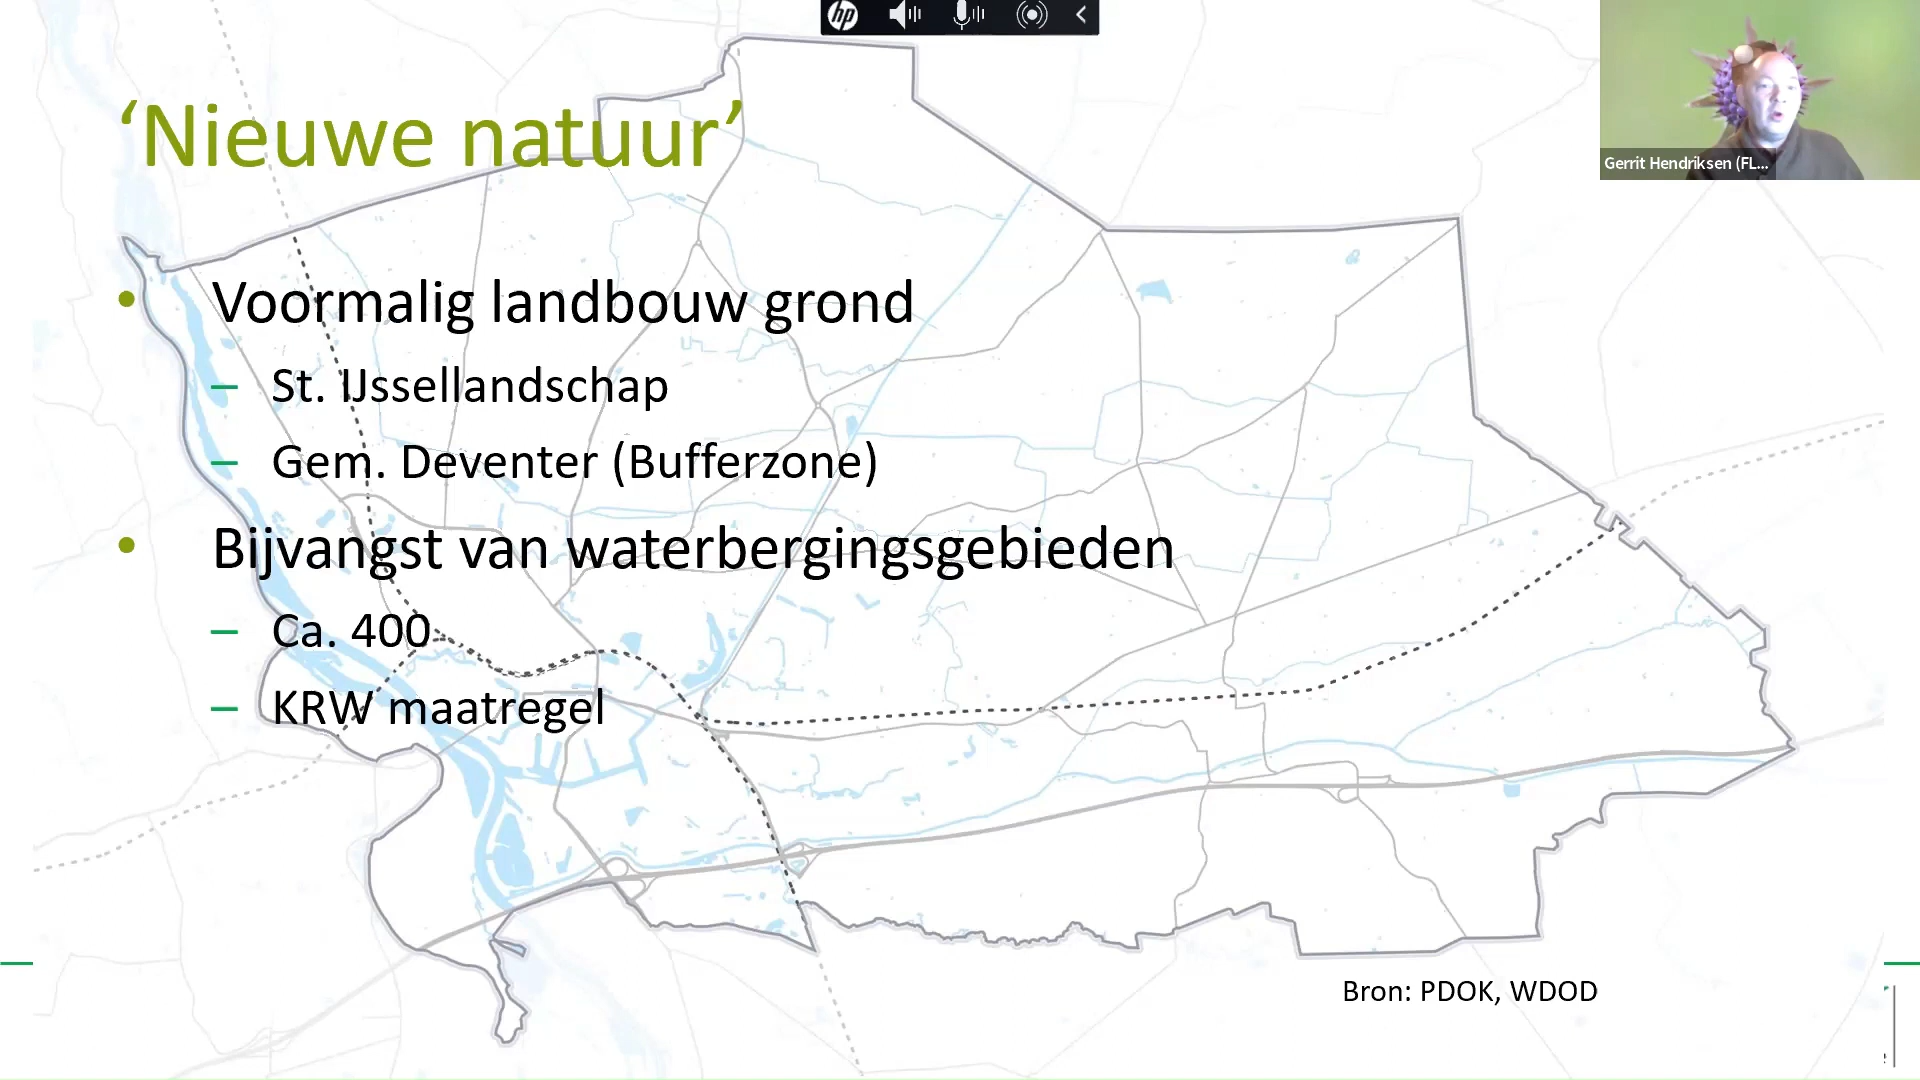 hp
‘Nieuwe natuur’
Gerrit Hendriksen (FL...
• Voormalig landbouw grond
– St. IJssellandschap
– Gem. Deventer (Bufferzone)
• Bijvangst van waterbergingsgebieden
– Ca. 400
– KRW maatregel
Bron: PDOK, WDOD